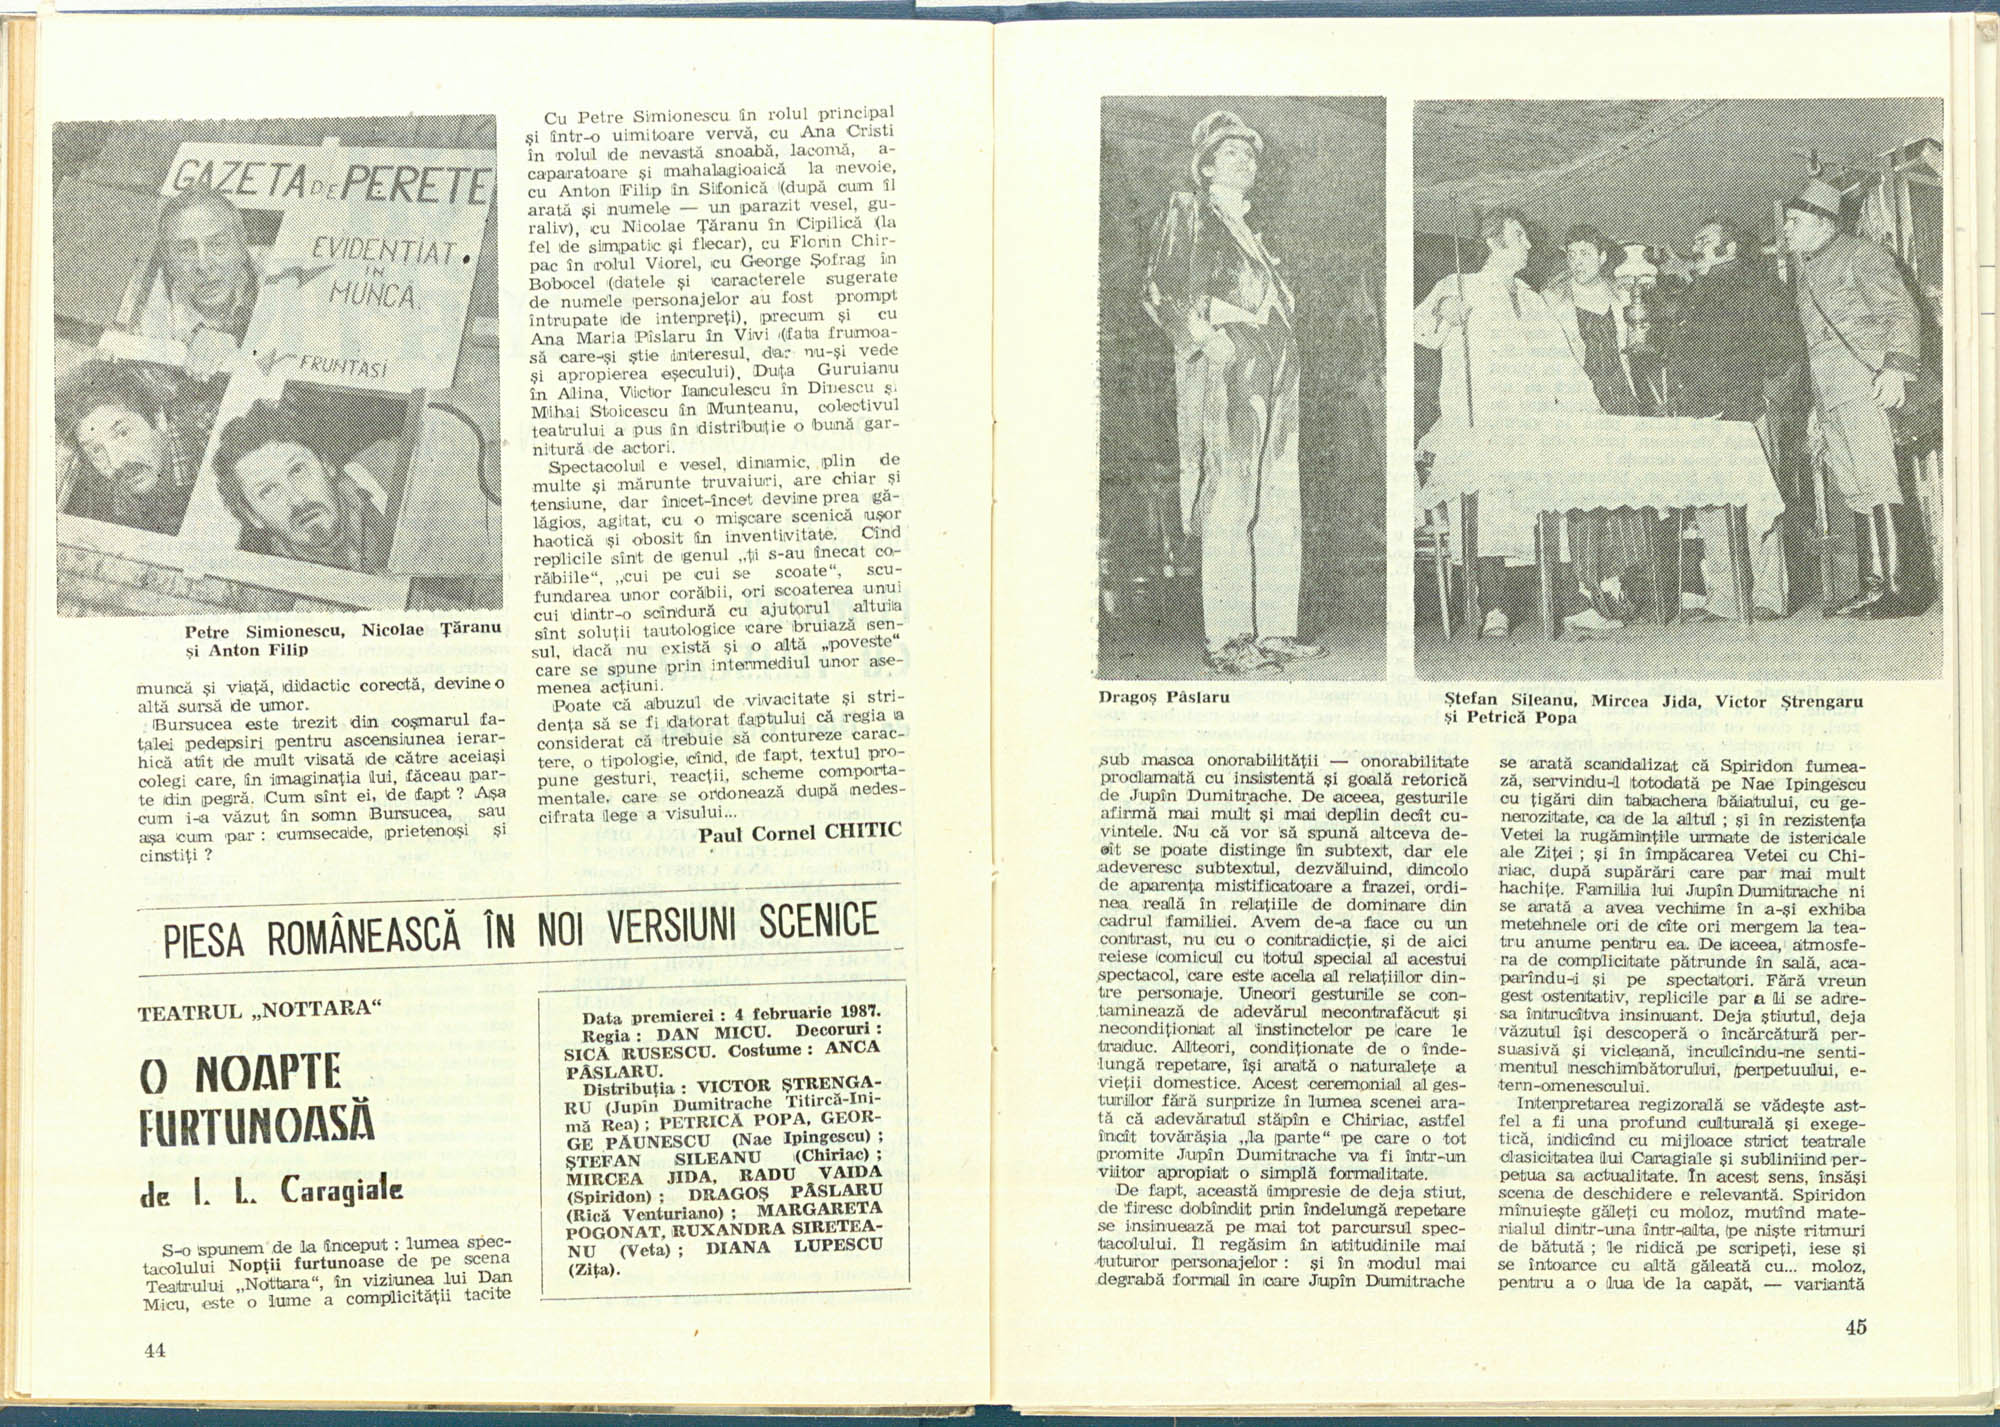 GAZETA DE PERETE
EVIDENȚIAT
ÎN
MUNCĂ.
FRUNTAȘI
Petre Simionescu, Nicolae Țăranu
și Anton Filip
muncă și viață, didactic corectă, devine o
altă sursă de umor.
Bursucea este trezit din coșmarul fa-
talei pedepsiri pentru ascensiunea ierar-
hică atît de mult visată de către aceiași
colegi care, în imaginația lui, făceau par-
te din pegră. Cum sînt ei, de fapt ? Așa
cum i-a văzut în somn Bursucea, sau
așa cum par : cumsecade, prietenoși și
cinstiți ?
Cu Petre Simionescu în rolul principal
și într-o uimitoare vervă, cu Ana Cristi
în rolul de nevastă snoabă, lacomă, a-
caparatoare și mahalagioaică la nevoie,
cu Anton Filip în Sifonică (după cum îl
arată și numele — un parazit vesel, gu-
raliv), cu Nicolae Țăranu în Cipilică (la
fel de simpatic și flecar), cu Florin Chir-
pac în rolul Viorel, cu George Șofrag în
Bobocel (datele și caracterele sugerate
de numele personajelor au fost prompt
întrupate de interpreți), precum și cu
Ana Maria Pîslaru în Vivi (fata frumoa-
să care-și știe interesul, dar nu-și vede
și apropierea eșecului), Duța Guruianu
în Alina, Victor Ianculescu în Dinescu și
Mihai Stoicescu în Munteanu, colectivul
teatrului a pus în distribuție o bună gar-
nitură de actori.
Spectacolul e vesel, dinamic, plin de
multe și mărunte truvaiuri, are chiar și
tensiune, dar încet-încet devine prea gă-
lăgios, agitat, cu o mișcare scenică ușor
haotică și obosit în inventivitate. Cînd
replicile sînt de genul „ți s-au înecat co-
răbiile“, „cui pe cui se scoate“, scu-
fundarea unor corăbii, ori scoaterea unui
cui dintr-o scîndură cu ajutorul altuia
sînt soluții tautologice care bruiază sen-
sul, dacă nu există și o altă „poveste“
care se spune prin intermediul unor ase-
menea acțiuni.
Poate că abuzul de vivacitate și stri-
dența să se fi datorat faptului că regia a
considerat că trebuie să contureze carac-
tere, o tipologie, cînd, de fapt, textul pro-
pune gesturi, reacții, scheme comporta-
mentale, care se ordonează după nedes-
cifrata lege a visului...
Paul Cornel CHITIC
PIESA ROMÂNEASCĂ ÎN NOI VERSIUNI SCENICE
TEATRUL „NOTTARA“
O NOAPTE
FURTUNOASĂ
de I. L. Caragiale
S-o spunem de la început : lumea spec-
tacolului Nopții furtunoase de pe scena
Teatrului „Nottara“, în viziunea lui Dan
Micu, este o lume a complicității tacite
Data premierei : 4 februarie 1987.
Regia : DAN MICU. Decoruri :
SICĂ RUSESCU. Costume : ANCA
PÂSLARU.
Distribuția : VICTOR ȘTRENGA-
RU (Jupîn Dumitrache Titircă-Ini-
mă Rea) ; PETRICĂ POPA, GEOR-
GE PĂUNESCU (Nae Ipingescu) ;
ȘTEFAN SILEANU (Chiriac) ;
MIRCEA JIDA, RADU VAIDA
(Spiridon) ; DRAGOȘ PÂSLARU
(Rică Venturiano) ; MARGARETA
POGONAT, RUXANDRA SIRETEA-
NU (Veta) ; DIANA LUPESCU
(Zița).
44
Dragoș Pâslaru
Ștefan Sileanu, Mircea Jida, Victor Ștrengaru
și Petrică Popa
sub masca onorabilității — onorabilitate
proclamată cu insistență și goală retorică
de Jupîn Dumitrache. De aceea, gesturile
afirmă mai mult și mai deplin decît cu-
vintele. Nu că vor să spună altceva de-
cît se poate distinge în subtext, dar ele
adeveresc subtextul, dezvăluind, dincolo
de aparența mistificatoare a frazei, ordi-
nea reală în relațiile de dominare din
cadrul familiei. Avem de-a face cu un
contrast, nu cu o contradicție, și de aici
reiese comicul cu totul special al acestui
spectacol, care este acela al relațiilor din-
tre personaje. Uneori gesturile se con-
taminează de adevărul necontrafăcut și
necondiționat al instinctelor pe care le
traduc. Alteori, condiționate de o înde-
lungă repetare, își arată o naturalețe a
vieții domestice. Acest ceremonial al ges-
turilor fără surprize în lumea scenei ara-
tă că adevăratul stăpîn e Chiriac, astfel
încît tovărășia „la parte“ pe care o tot
promite Jupîn Dumitrache va fi într-un
viitor apropiat o simplă formalitate.
De fapt, această impresie de deja știut,
de firesc dobîndit prin îndelungă repetare
se insinuează pe mai tot parcursul spec-
tacolului. Îl regăsim în atitudinile mai
tuturor personajelor : și în modul mai
degrabă formal în care Jupîn Dumitrache
se arată scandalizat că Spiridon fumea-
ză, servindu-l totodată pe Nae Ipingescu
cu țigări din tabachera băiatului, cu ge-
nerozitate, ca de la altul ; și în rezistența
Vetei la rugămințile urmate de istericale
ale Ziței ; și în împăcarea Vetei cu Chi-
riac, după supărări care par mai mult
hachițe. Familia lui Jupîn Dumitrache ni
se arată a avea vechime în a-și exhiba
metehnele ori de cîte ori mergem la tea-
tru anume pentru ea. De aceea, atmosfe-
ra de complicitate pătrunde în sală, aca-
parîndu-i și pe spectatori. Fără vreun
gest ostentativ, replicile par a li se adre-
sa întrucîtva insinuant. Deja știutul, deja
văzutul își descoperă o încărcătură per-
suasivă și vicleană, inculcîndu-ne senti-
mentul neschimbătorului, perpetuului, e-
tern-omenescului.
Interpretarea regizorală se vădește ast-
fel a fi una profund culturală și exege-
tică, indicînd cu mijloace strict teatrale
clasicitatea lui Caragiale și subliniind per-
petua sa actualitate. În acest sens, însăși
scena de deschidere e relevantă. Spiridon
mînuiește găleți cu moloz, mutînd mate-
rialul dintr-una într-alta, pe niște ritmuri
de bătută ; le ridică pe scripeți, iese și
se întoarce cu altă găleată cu... moloz,
pentru a o lua de la capăt, — variantă
45